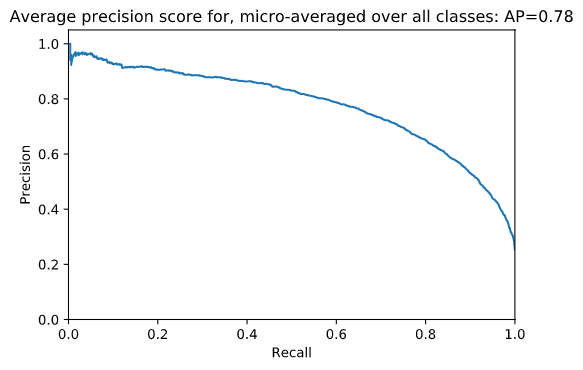 Average precision score for, micro-averaged over all classes: AP=0.78
1.0
0.8
0.6
0.4
0.2
0.0
Precision
0.0 0.2 0.4 0.6 0.8 1.0
Recall